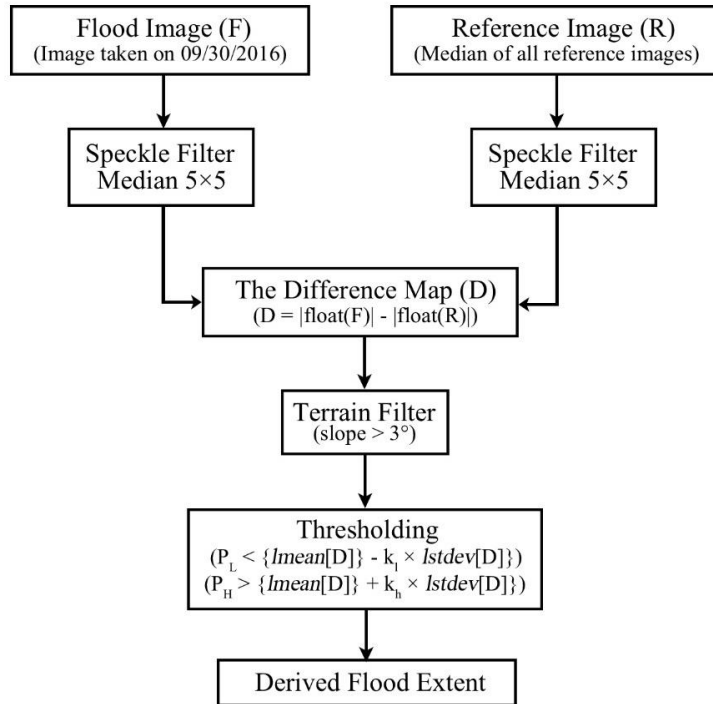 Flood Image (F)
(Image taken on 09/30/2016)
Reference Image (R)
(Median of all reference images)
Speckle Filter
Median 5×5
Speckle Filter
Median 5×5
The Difference Map (D)
(D = |float(F)| - |float(R)|)
Terrain Filter
(slope > 3°)
Thresholding
(P_L < {lmean[D]} - k_l × lstdev[D]})
(P_H > {lmean[D]} + k_h × lstdev[D]})
Derived Flood Extent